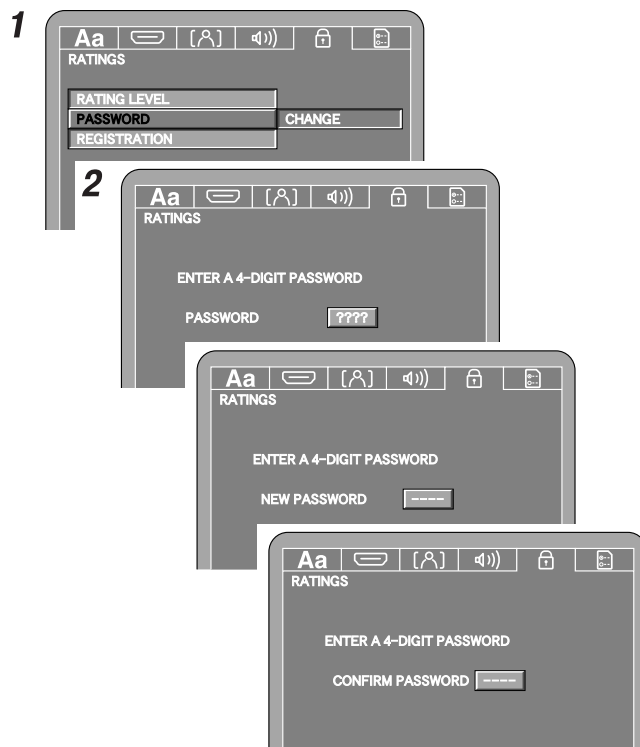 1
Aa
RATINGS
RATING LEVEL
PASSWORD CHANGE
REGISTRATION
2
Aa
RATINGS
ENTER A 4-DIGIT PASSWORD
PASSWORD ????
Aa
RATINGS
ENTER A 4-DIGIT PASSWORD
NEW PASSWORD ----
Aa
RATINGS
ENTER A 4-DIGIT PASSWORD
CONFIRM PASSWORD ----